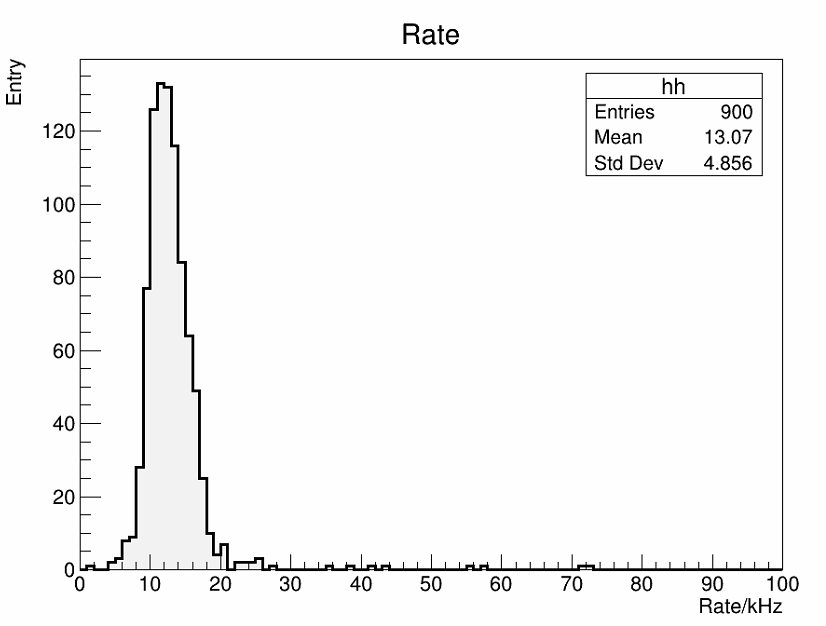 Rate
Entry
hh
Entries 900
Mean 13.07
Std Dev 4.856
120
100
80
60
40
20
0
0 10 20 30 40 50 60 70 80 90 100
Rate/kHz